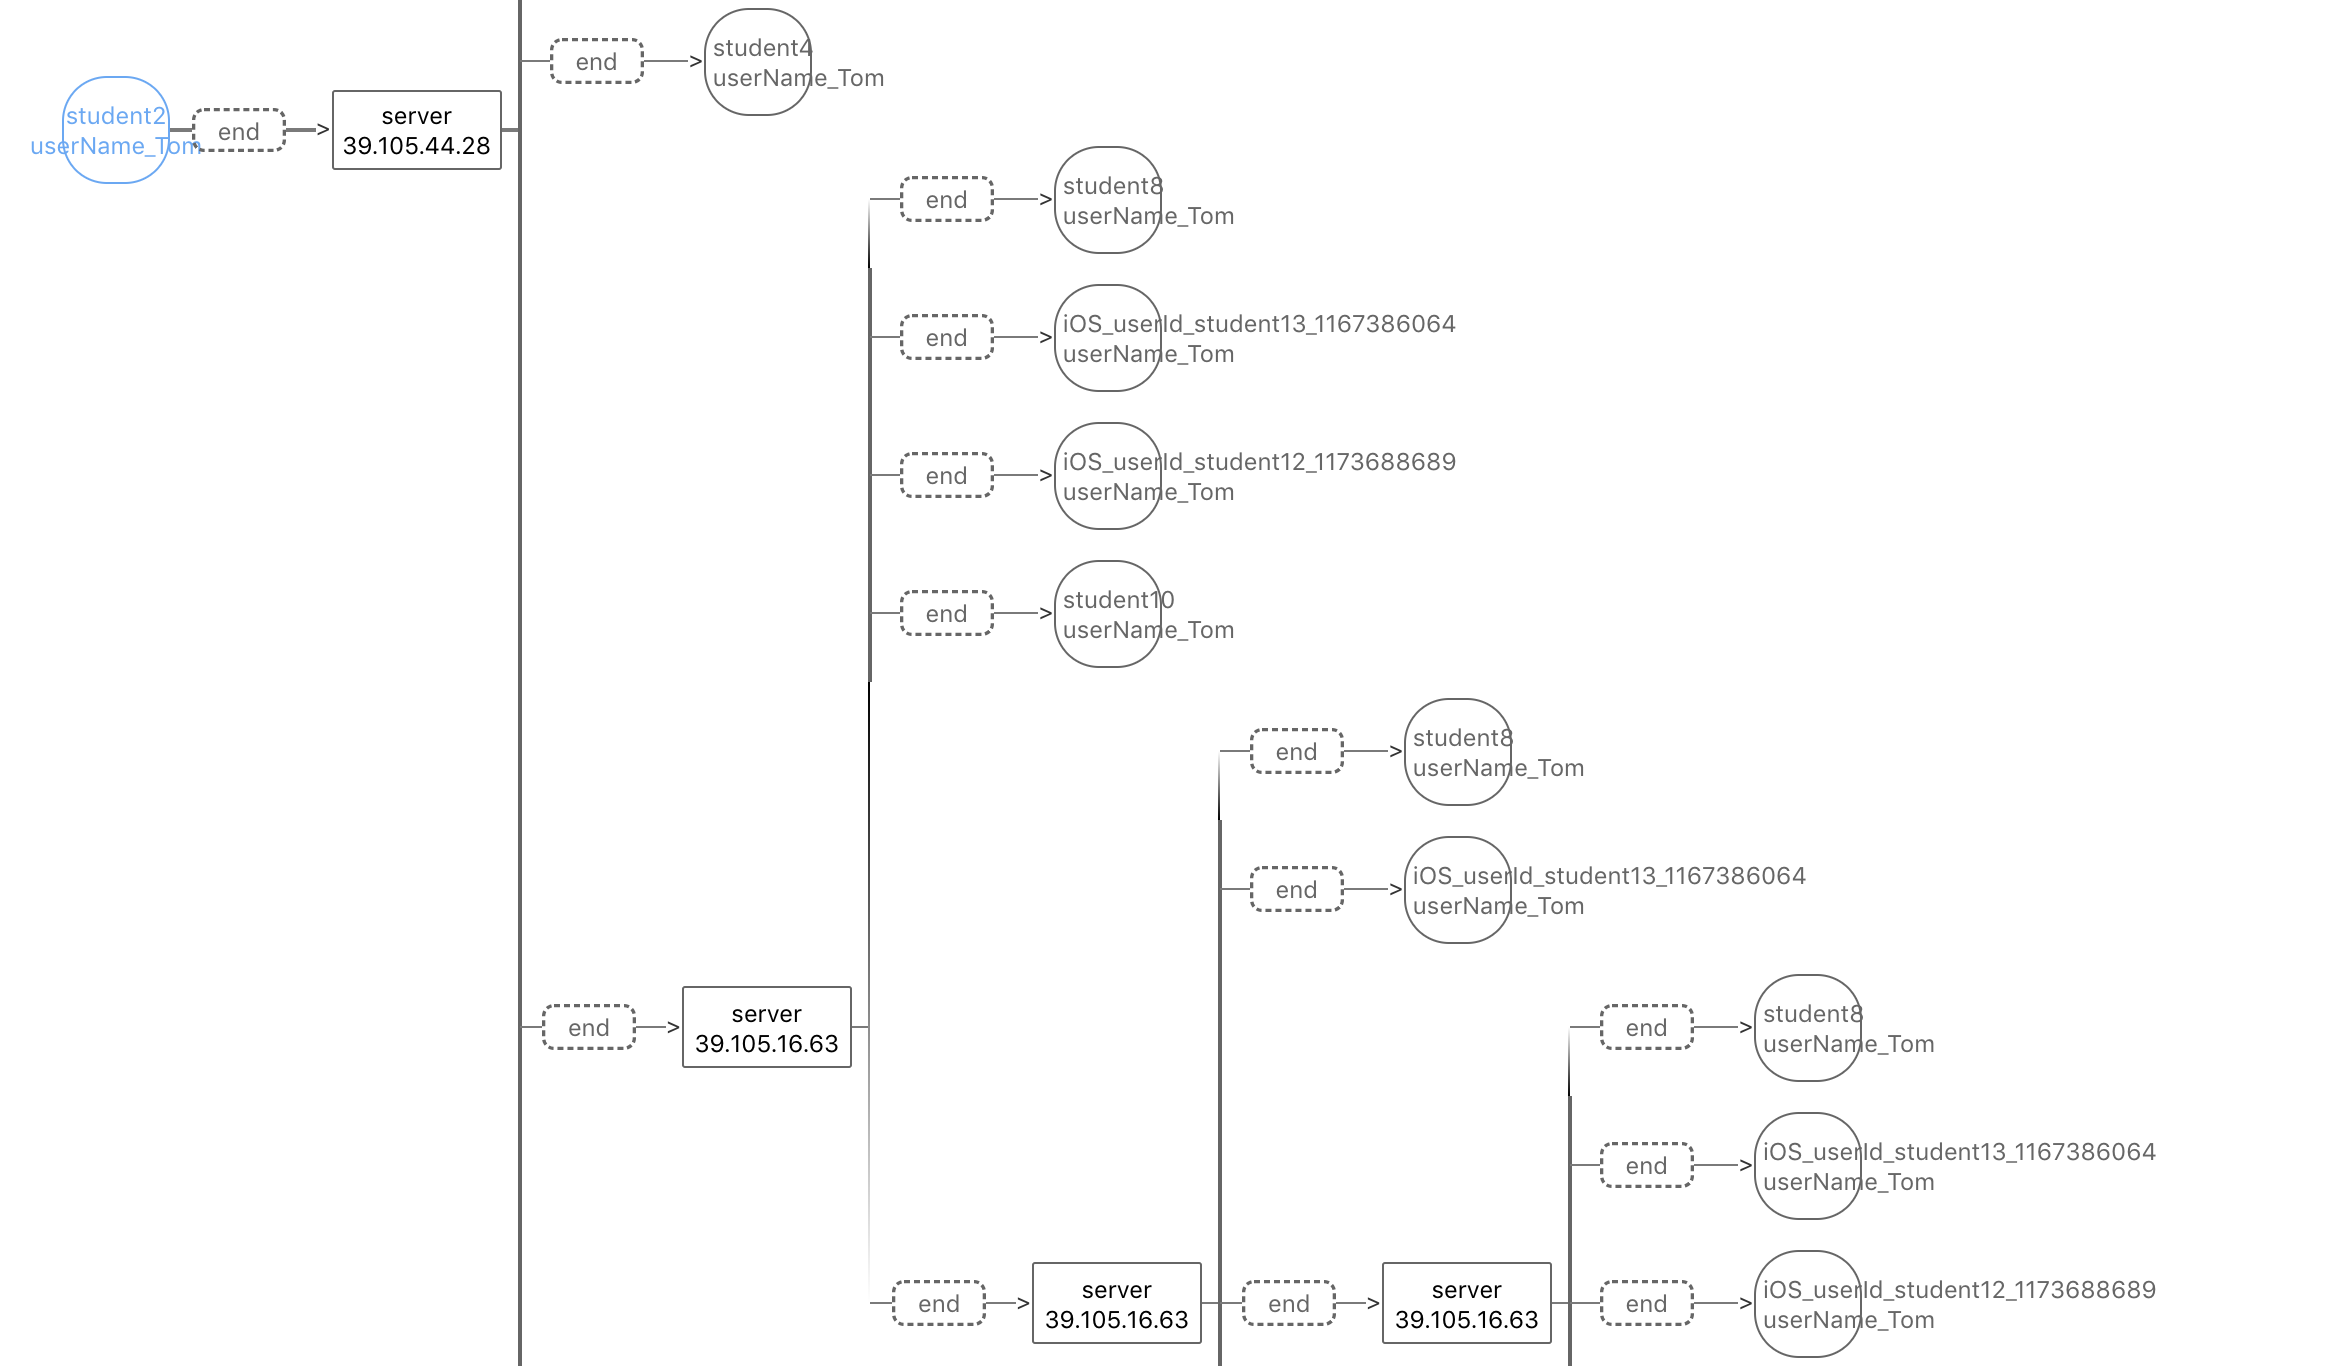 end
student4
userName_Tom
student2
userName_Tom
end
server
39.105.44.28
end
student8
userName_Tom
end
iOS_userId_student13_1167386064
userName_Tom
end
iOS_userId_student12_1173688689
userName_Tom
end
student10
userName_Tom
end
student8
userName_Tom
end
iOS_userId_student13_1167386064
userName_Tom
end
server
39.105.16.63
end
student8
userName_Tom
end
iOS_userId_student13_1167386064
userName_Tom
end
server
39.105.16.63
end
server
39.105.16.63
end
iOS_userId_student12_1173688689
userName_Tom